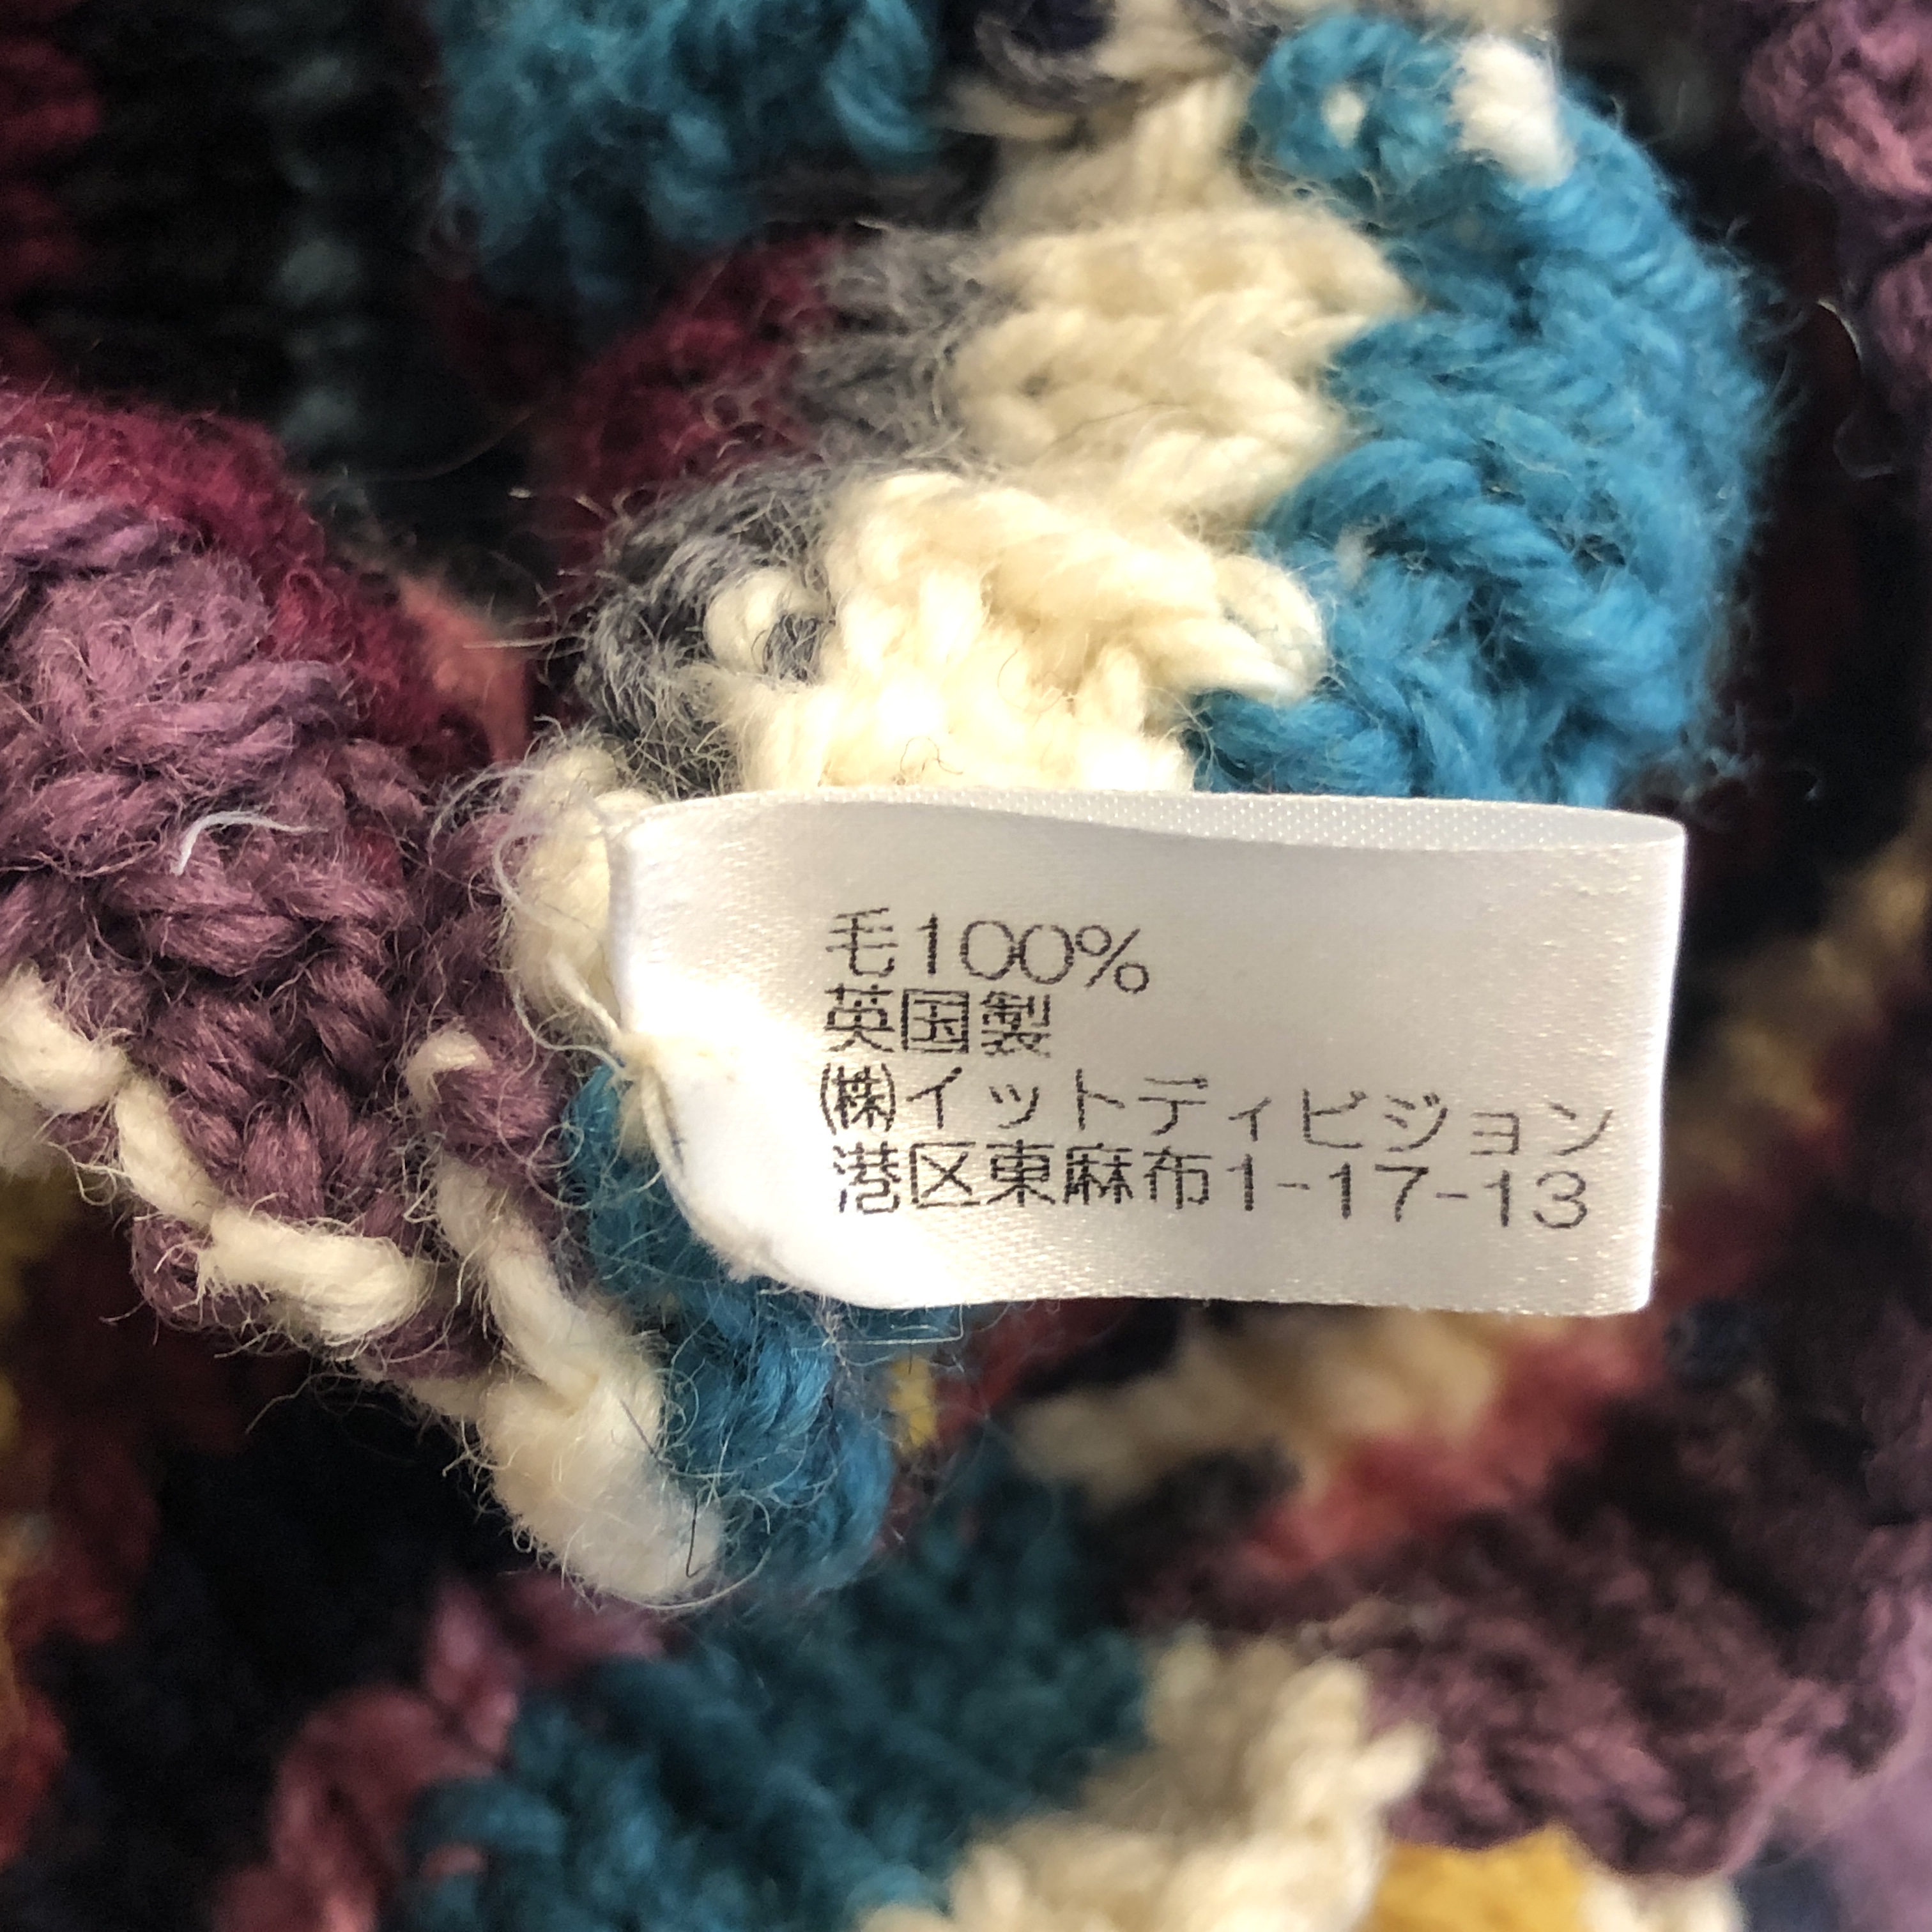 毛100%
英国製
㈱イットディビジョン
港区東麻布1-17-13